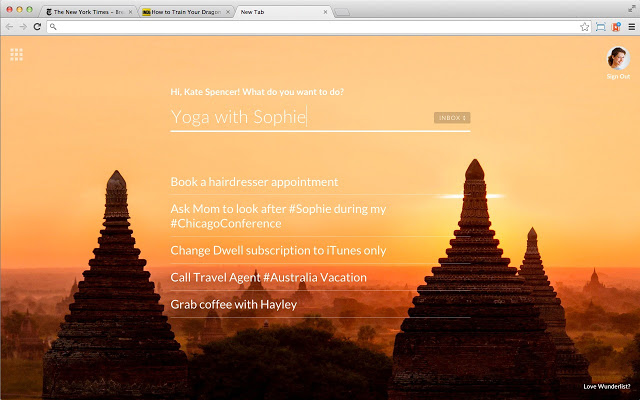 The New York Times – Bre
How to Train Your Dragon
New Tab
Sign Out
Hi, Kate Spencer! What do you want to do?
Yoga with Sophie
INBOX
Book a hairdresser appointment
Ask Mom to look after #Sophie during my
#ChicagoConference
Change Dwell subscription to iTunes only
Call Travel Agent #Australia Vacation
Grab coffee with Hayley
Love Wunderlist?